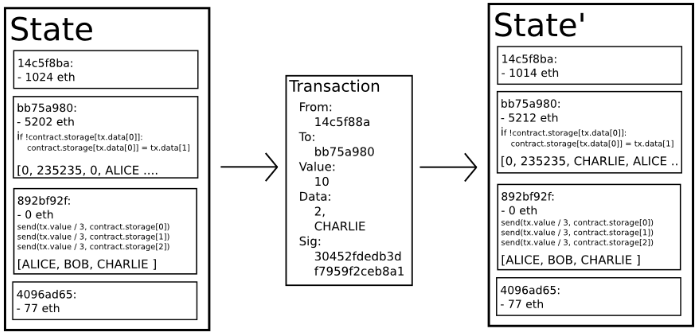 State
14c5f8ba:
- 1024 eth
bb75a980:
- 5202 eth
if !contract.storage[tx.data[0]]:
contract.storage[tx.data[0]] = tx.data[1]
[0, 235235, 0, ALICE ....
892bf92f:
- 0 eth
send(tx.value / 3, contract.storage[0])
send(tx.value / 3, contract.storage[1])
send(tx.value / 3, contract.storage[2])
[ALICE, BOB, CHARLIE ]
4096ad65:
- 77 eth
Transaction
From:
14c5f88a
To:
bb75a980
Value:
10
Data:
2,
CHARLIE
Sig:
30452fdedb3d
f7959f2ceb8a1
State'
14c5f8ba:
- 1014 eth
bb75a980:
- 5212 eth
if !contract.storage[tx.data[0]]:
contract.storage[tx.data[0]] = tx.data[1]
[0, 235235, CHARLIE, ALICE ..
892bf92f:
- 0 eth
send(tx.value / 3, contract.storage[0])
send(tx.value / 3, contract.storage[1])
send(tx.value / 3, contract.storage[2])
[ALICE, BOB, CHARLIE ]
4096ad65:
- 77 eth